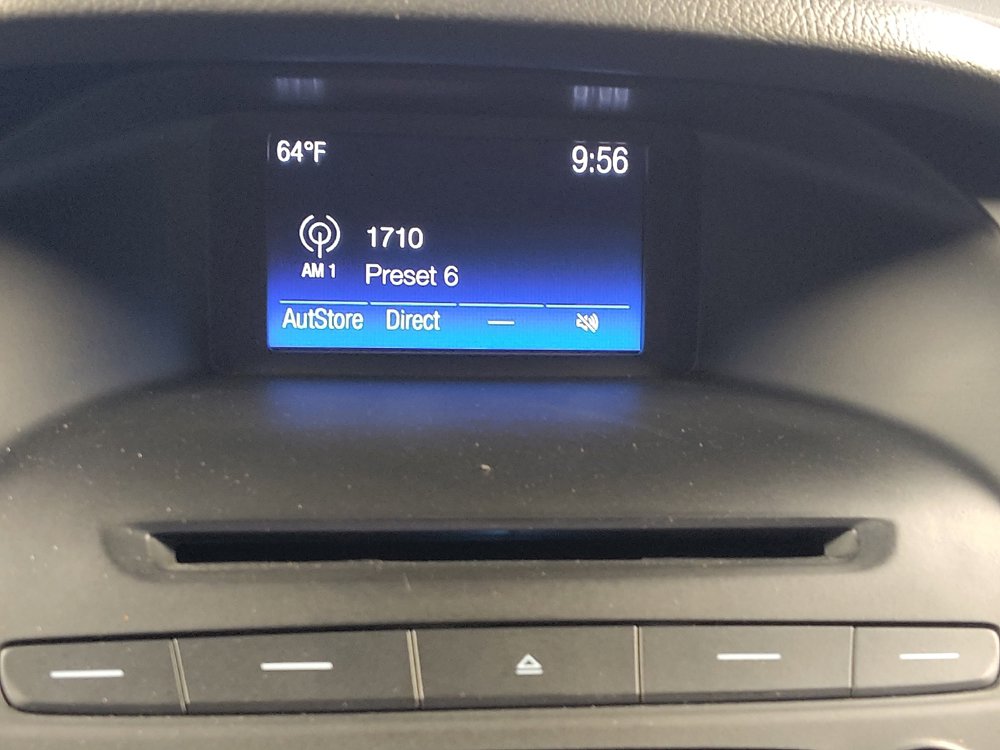 64°F 9:56
1710
AM 1 Preset 6
AutStore Direct —